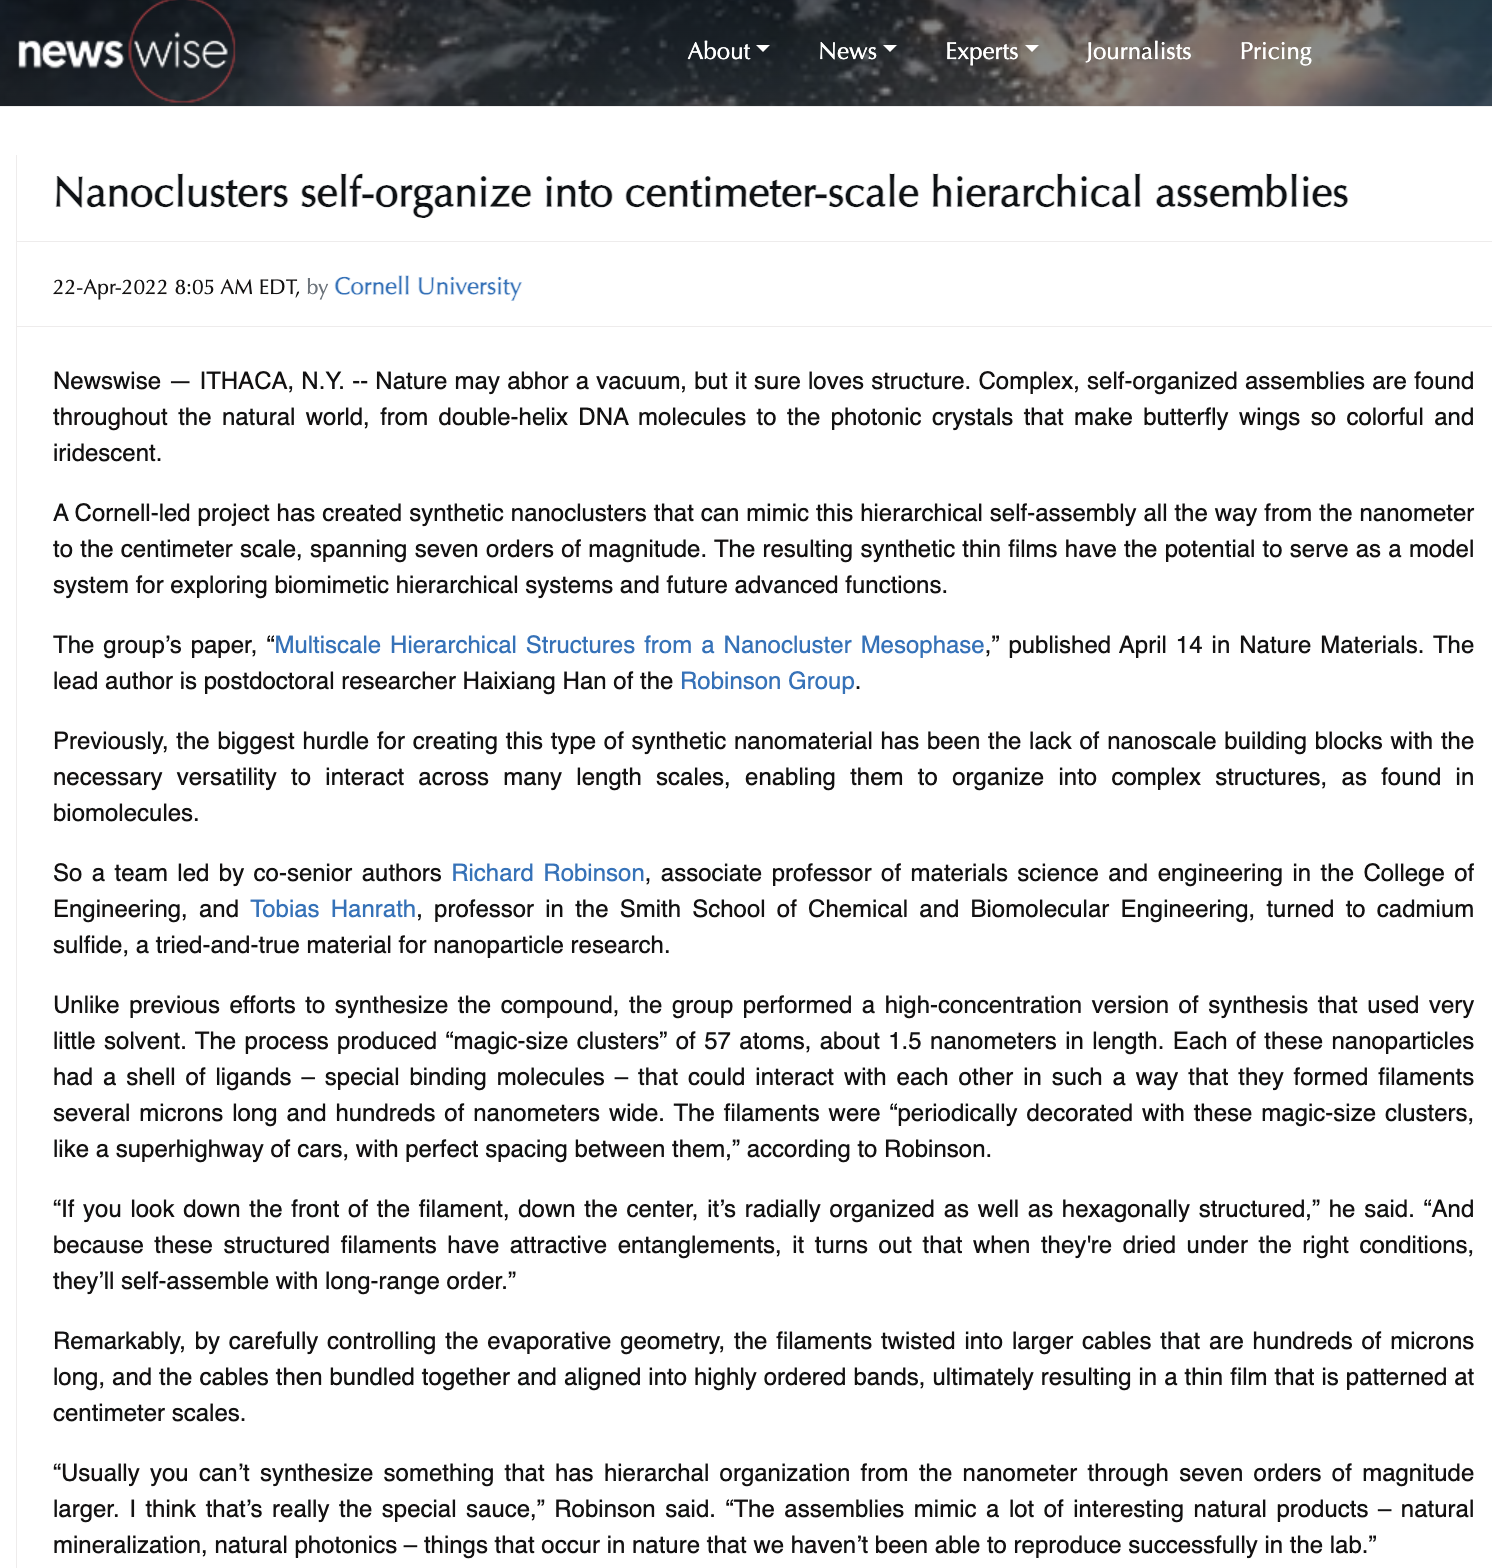 newswise
About News Experts Journalists Pricing
Nanoclusters self-organize into centimeter-scale hierarchical assemblies
22-Apr-2022 8:05 AM EDT, by Cornell University
Newswise — ITHACA, N.Y. -- Nature may abhor a vacuum, but it sure loves structure. Complex, self-organized assemblies are found
throughout the natural world, from double-helix DNA molecules to the photonic crystals that make butterfly wings so colorful and
iridescent.
A Cornell-led project has created synthetic nanoclusters that can mimic this hierarchical self-assembly all the way from the nanometer
to the centimeter scale, spanning seven orders of magnitude. The resulting synthetic thin films have the potential to serve as a model
system for exploring biomimetic hierarchical systems and future advanced functions.
The group’s paper, “Multiscale Hierarchical Structures from a Nanocluster Mesophase,” published April 14 in Nature Materials. The
lead author is postdoctoral researcher Haixiang Han of the Robinson Group.
Previously, the biggest hurdle for creating this type of synthetic nanomaterial has been the lack of nanoscale building blocks with the
necessary versatility to interact across many length scales, enabling them to organize into complex structures, as found in
biomolecules.
So a team led by co-senior authors Richard Robinson, associate professor of materials science and engineering in the College of
Engineering, and Tobias Hanrath, professor in the Smith School of Chemical and Biomolecular Engineering, turned to cadmium
sulfide, a tried-and-true material for nanoparticle research.
Unlike previous efforts to synthesize the compound, the group performed a high-concentration version of synthesis that used very
little solvent. The process produced “magic-size clusters” of 57 atoms, about 1.5 nanometers in length. Each of these nanoparticles
had a shell of ligands – special binding molecules – that could interact with each other in such a way that they formed filaments
several microns long and hundreds of nanometers wide. The filaments were “periodically decorated with these magic-size clusters,
like a superhighway of cars, with perfect spacing between them,” according to Robinson.
“If you look down the front of the filament, down the center, it’s radially organized as well as hexagonally structured,” he said. “And
because these structured filaments have attractive entanglements, it turns out that when they're dried under the right conditions,
they’ll self-assemble with long-range order.”
Remarkably, by carefully controlling the evaporative geometry, the filaments twisted into larger cables that are hundreds of microns
long, and the cables then bundled together and aligned into highly ordered bands, ultimately resulting in a thin film that is patterned at
centimeter scales.
“Usually you can’t synthesize something that has hierarchal organization from the nanometer through seven orders of magnitude
larger. I think that’s really the special sauce,” Robinson said. “The assemblies mimic a lot of interesting natural products – natural
mineralization, natural photonics – things that occur in nature that we haven’t been able to reproduce successfully in the lab.”